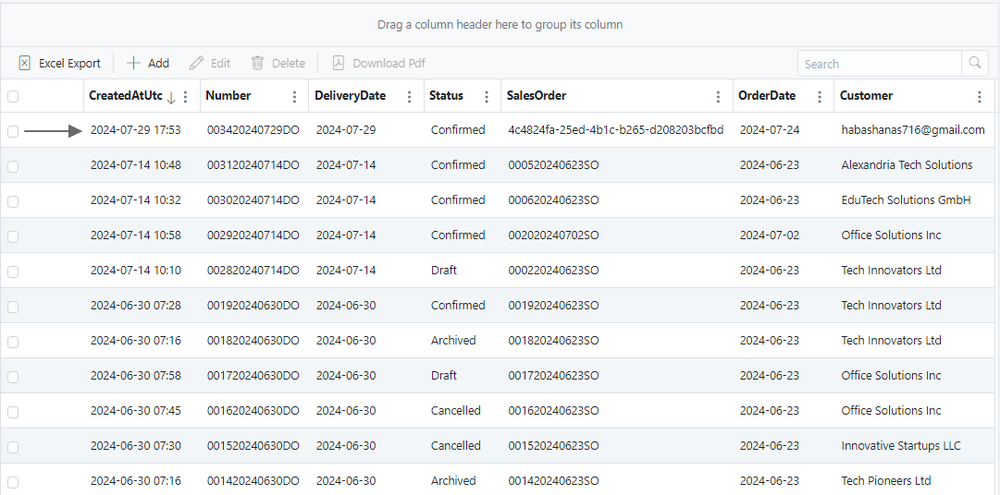 Drag a column header here to group its column
Excel Export Add Edit Delete Download Pdf Search
CreatedAtUtc Number DeliveryDate Status SalesOrder OrderDate Customer
2024-07-29 17:53 003420240729DO 2024-07-29 Confirmed 4c4824fa-25ed-4b1c-b265-d208203bcfbd 2024-07-24 habashanas716@gmail.com
2024-07-14 10:48 003120240714DO 2024-07-14 Confirmed 000520240623SO 2024-06-23 Alexandria Tech Solutions
2024-07-14 10:32 003020240714DO 2024-07-14 Confirmed 000620240623SO 2024-06-23 EduTech Solutions GmbH
2024-07-14 10:58 002920240714DO 2024-07-14 Confirmed 002020240702SO 2024-07-02 Office Solutions Inc
2024-07-14 10:10 002820240714DO 2024-07-14 Draft 000220240623SO 2024-06-23 Tech Innovators Ltd
2024-06-30 07:28 001920240630DO 2024-06-30 Confirmed 001920240623SO 2024-06-23 Tech Innovators Ltd
2024-06-30 07:16 001820240630DO 2024-06-30 Archived 001820240623SO 2024-06-23 Tech Innovators Ltd
2024-06-30 07:58 001720240630DO 2024-06-30 Draft 001720240623SO 2024-06-23 Office Solutions Inc
2024-06-30 07:45 001620240630DO 2024-06-30 Cancelled 001620240623SO 2024-06-23 Office Solutions Inc
2024-06-30 07:30 001520240630DO 2024-06-30 Cancelled 001520240623SO 2024-06-23 Innovative Startups LLC
2024-06-30 07:16 001420240630DO 2024-06-30 Archived 001420240623SO 2024-06-23 Tech Pioneers Ltd